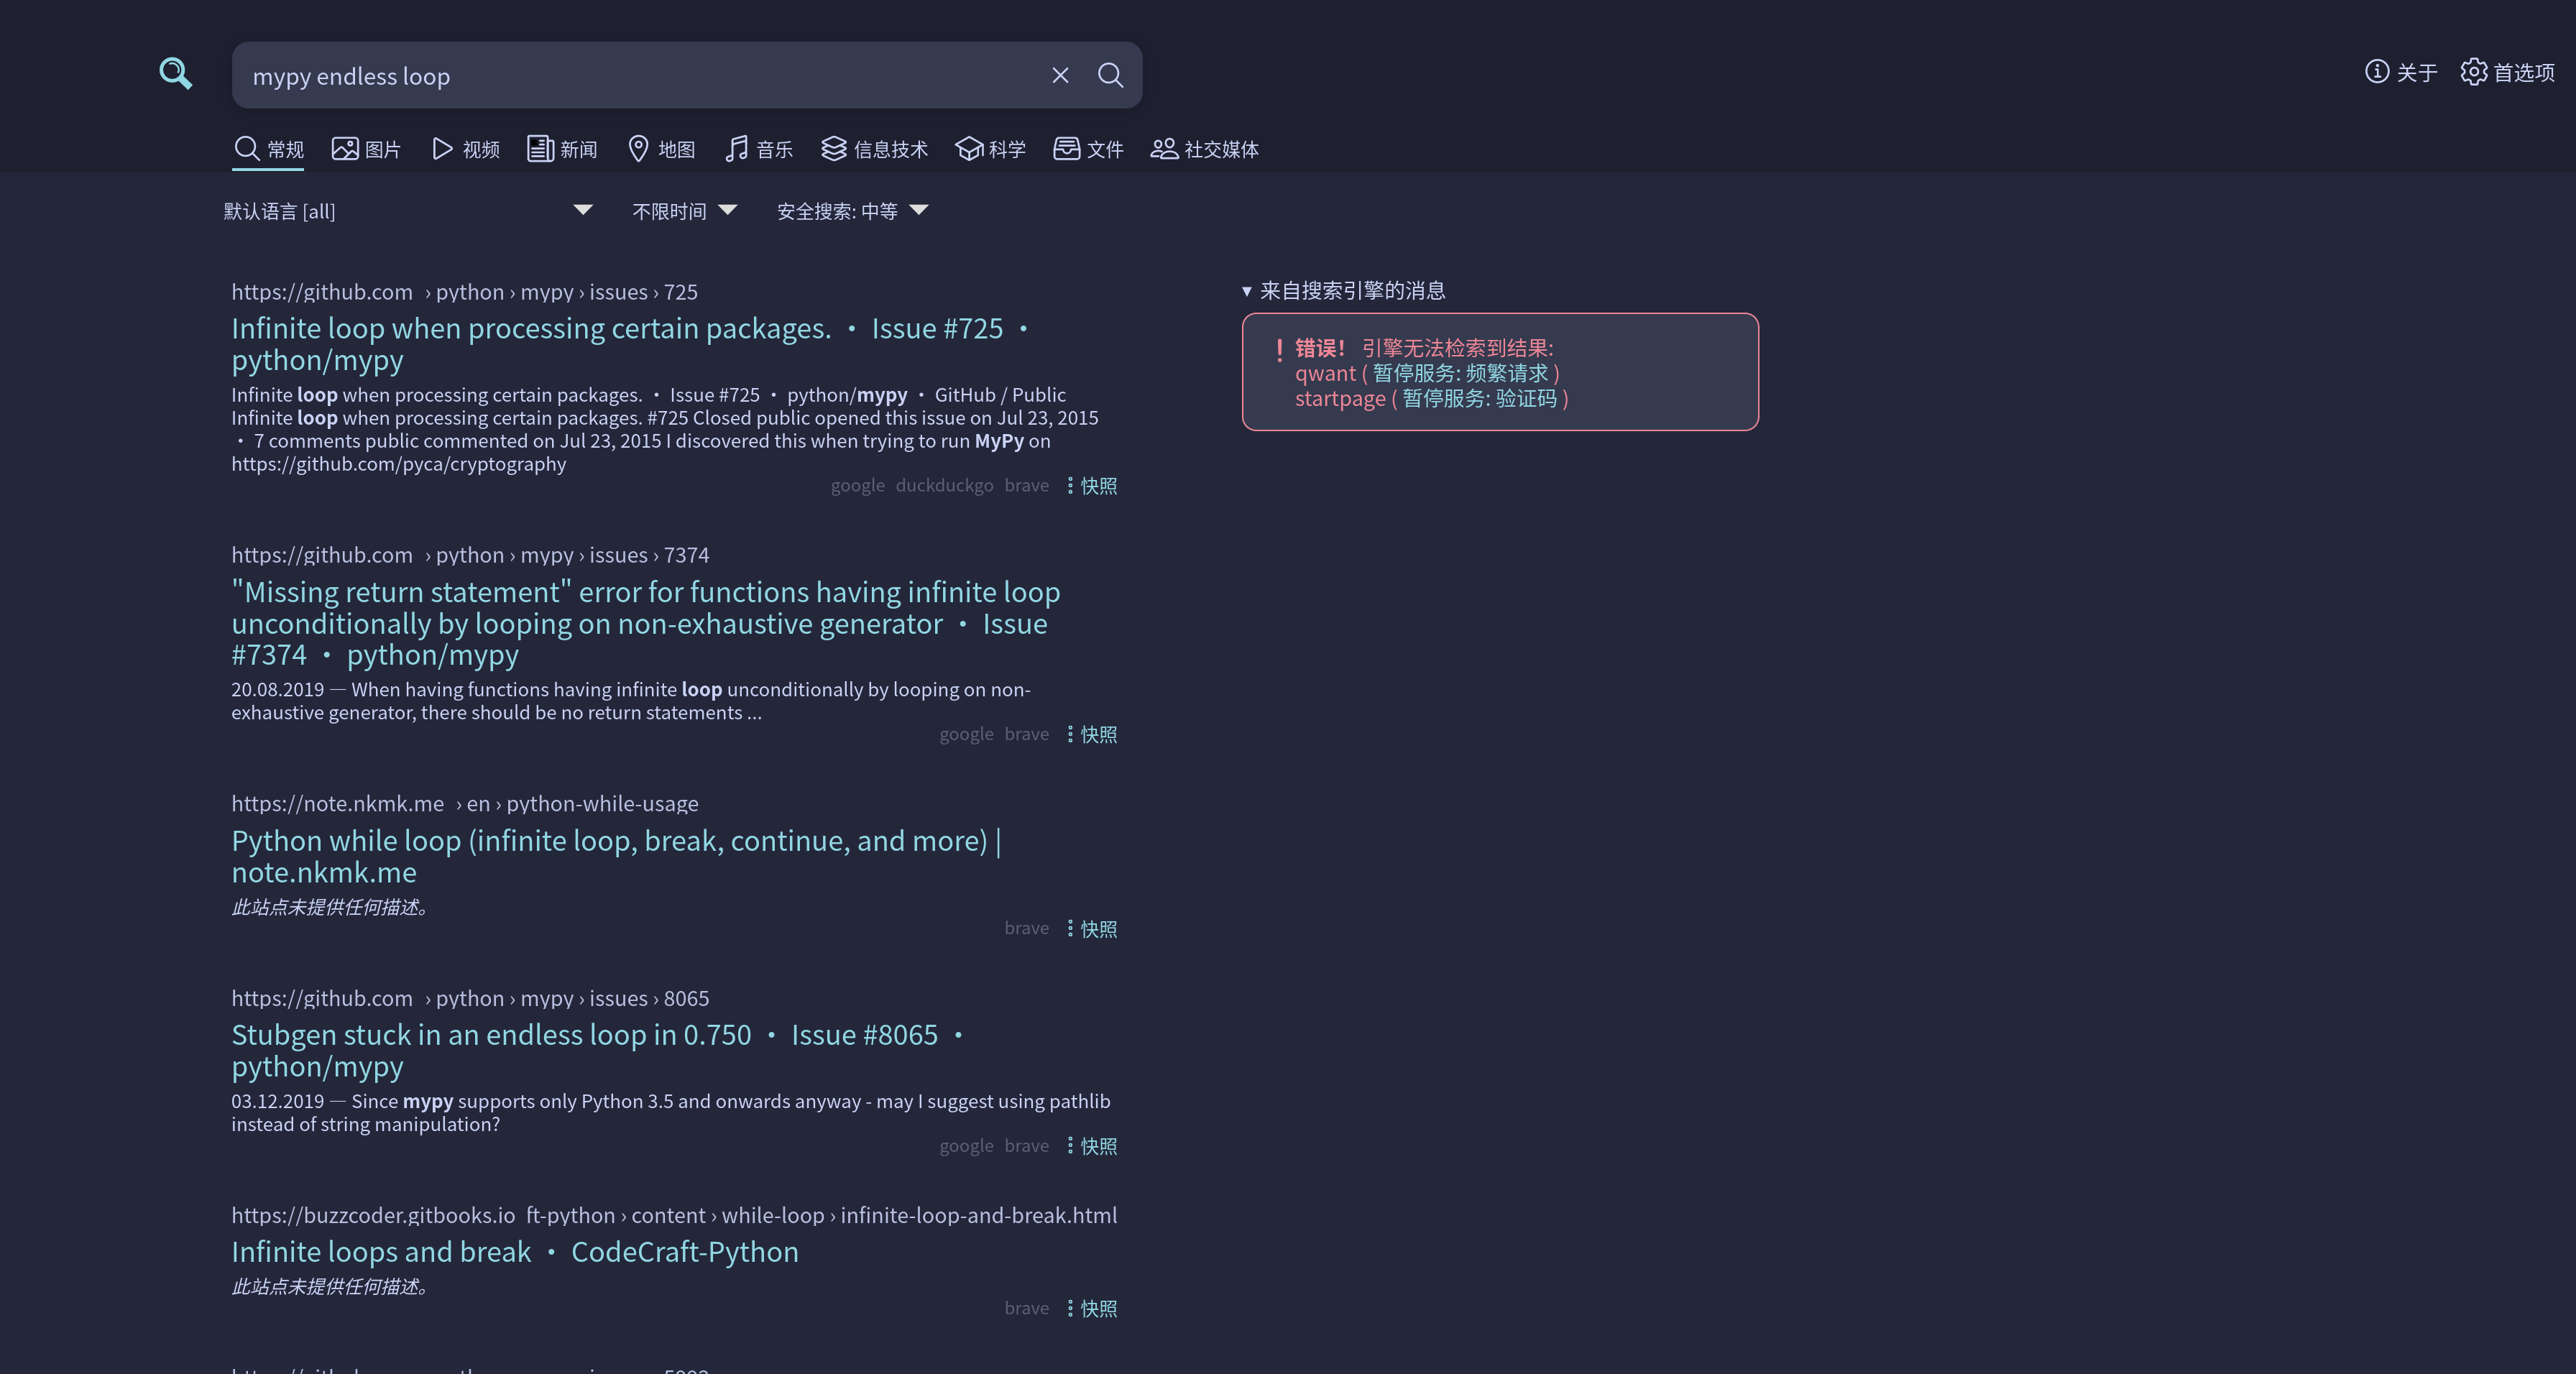 mypy endless loop
关于 首选项
常规 图片 视频 新闻 地图 音乐 信息技术 科学 文件 社交媒体
默认语言 [all] 不限时间 安全搜索: 中等
https://github.com › python › mypy › issues › 725
Infinite loop when processing certain packages. · Issue #725 ·
python/mypy
Infinite loop when processing certain packages. · Issue #725 · python/mypy · GitHub / Public
Infinite loop when processing certain packages. #725 Closed public opened this issue on Jul 23, 2015
· 7 comments public commented on Jul 23, 2015 I discovered this when trying to run MyPy on
https://github.com/pyca/cryptography
google duckduckgo brave 快照
https://github.com › python › mypy › issues › 7374
"Missing return statement" error for functions having infinite loop
unconditionally by looping on non-exhaustive generator · Issue
#7374 · python/mypy
20.08.2019 — When having functions having infinite loop unconditionally by looping on non-
exhaustive generator, there should be no return statements ...
google brave 快照
https://note.nkmk.me › en › python-while-usage
Python while loop (infinite loop, break, continue, and more) |
note.nkmk.me
此站点未提供任何描述。
brave 快照
https://github.com › python › mypy › issues › 8065
Stubgen stuck in an endless loop in 0.750 · Issue #8065 ·
python/mypy
03.12.2019 — Since mypy supports only Python 3.5 and onwards anyway - may I suggest using pathlib
instead of string manipulation?
google brave 快照
https://buzzcoder.gitbooks.io ft-python › content › while-loop › infinite-loop-and-break.html
Infinite loops and break · CodeCraft-Python
此站点未提供任何描述。
brave 快照
▾ 来自搜索引擎的消息
错误! 引擎无法检索到结果:
qwant ( 暂停服务: 频繁请求 )
startpage ( 暂停服务: 验证码 )